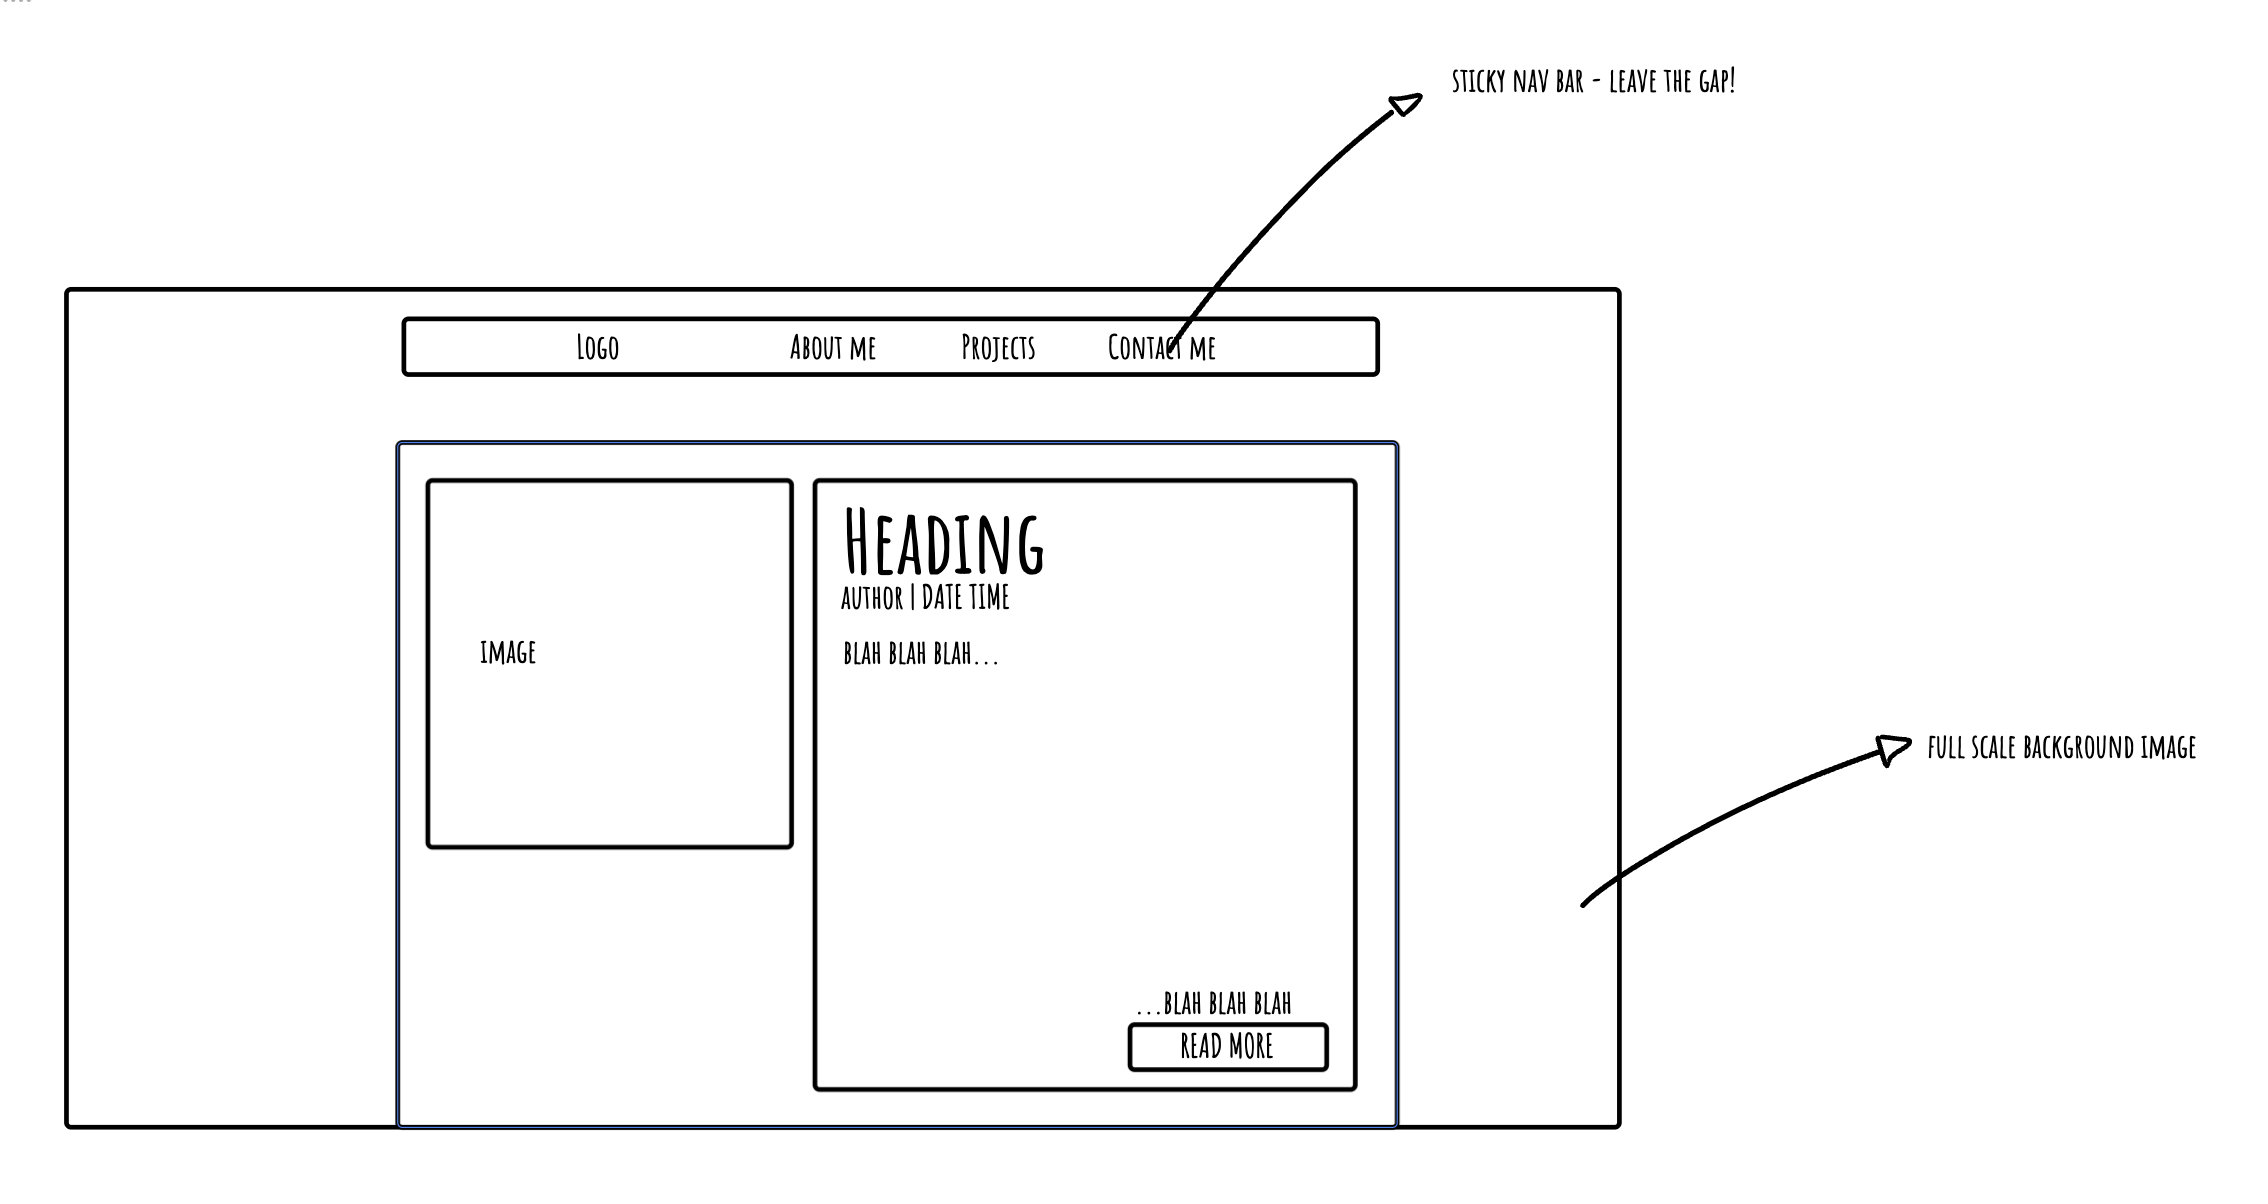 STICKY NAV BAR - LEAVE THE GAP!
LOGO ABOUT ME PROJECTS CONTACT ME
HEADING
AUTHOR | DATE TIME
IMAGE
BLAH BLAH BLAH...
FULL SCALE BACKGROUND IMAGE
...BLAH BLAH BLAH
READ MORE